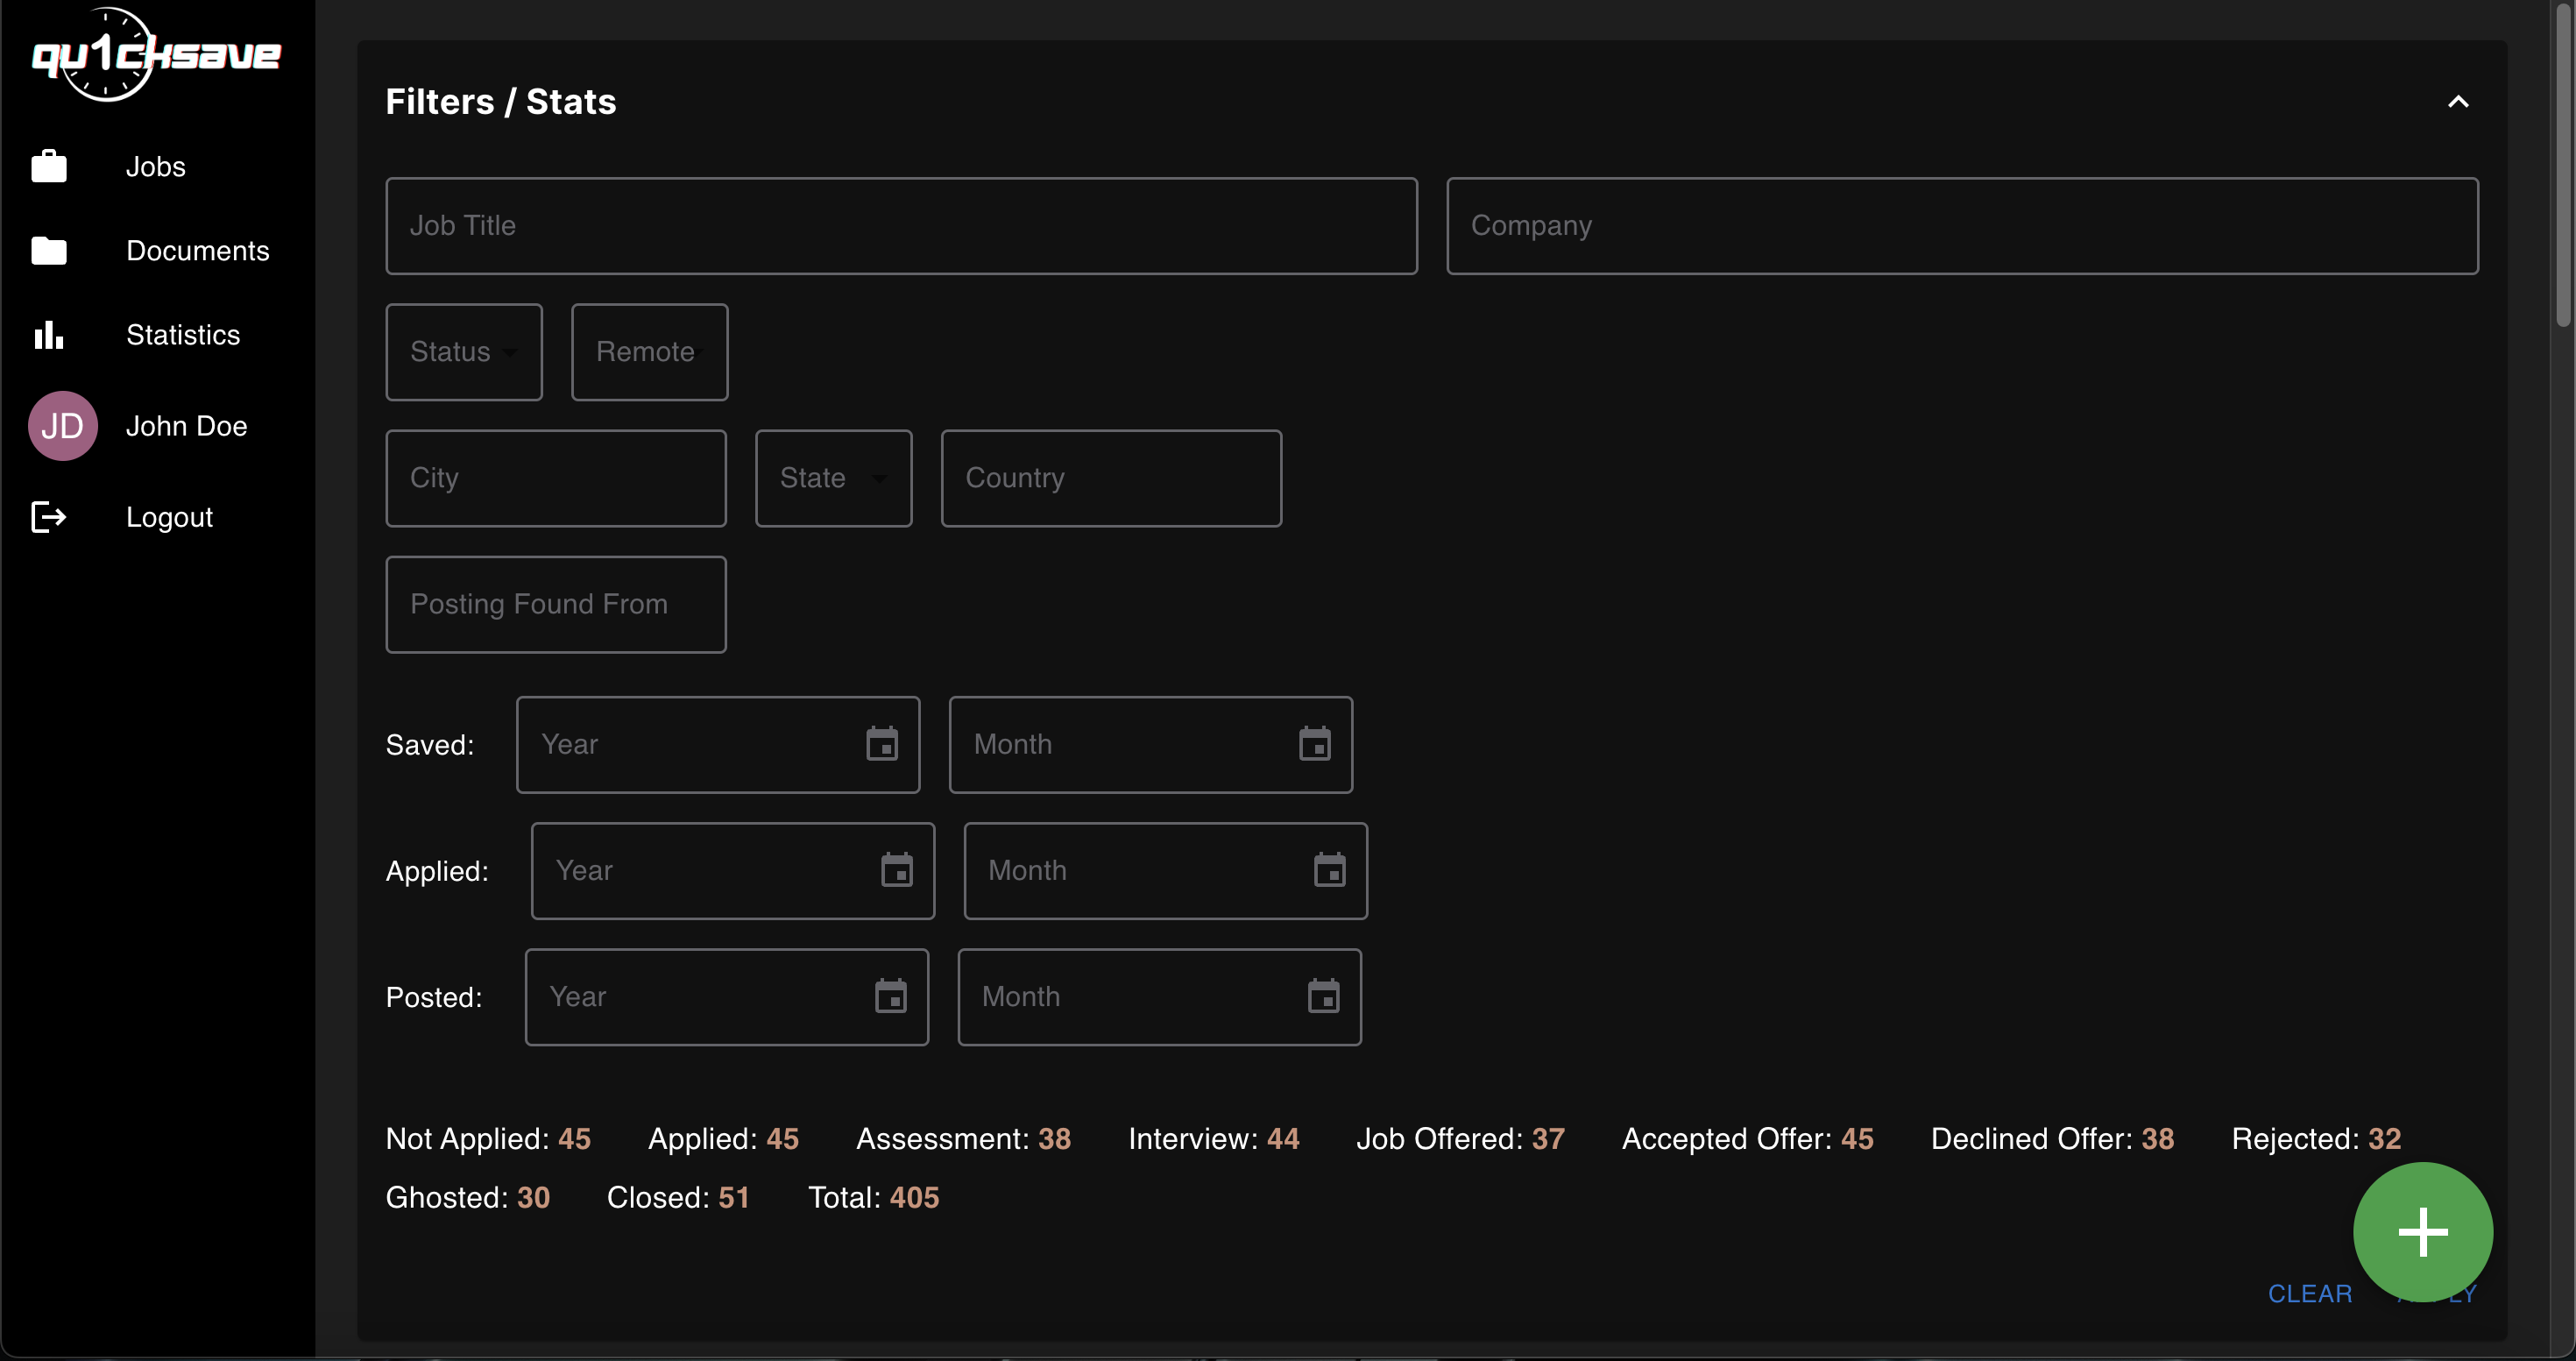 qu1cksave
Jobs
Documents
Statistics
JD John Doe
Logout
Filters / Stats
Job Title Company
Status Remote
City State Country
Posting Found From
Saved: Year Month
Applied: Year Month
Posted: Year Month
Not Applied: 45 Applied: 45 Assessment: 38 Interview: 44 Job Offered: 37 Accepted Offer: 45 Declined Offer: 38 Rejected: 32
Ghosted: 30 Closed: 51 Total: 405
CLEAR